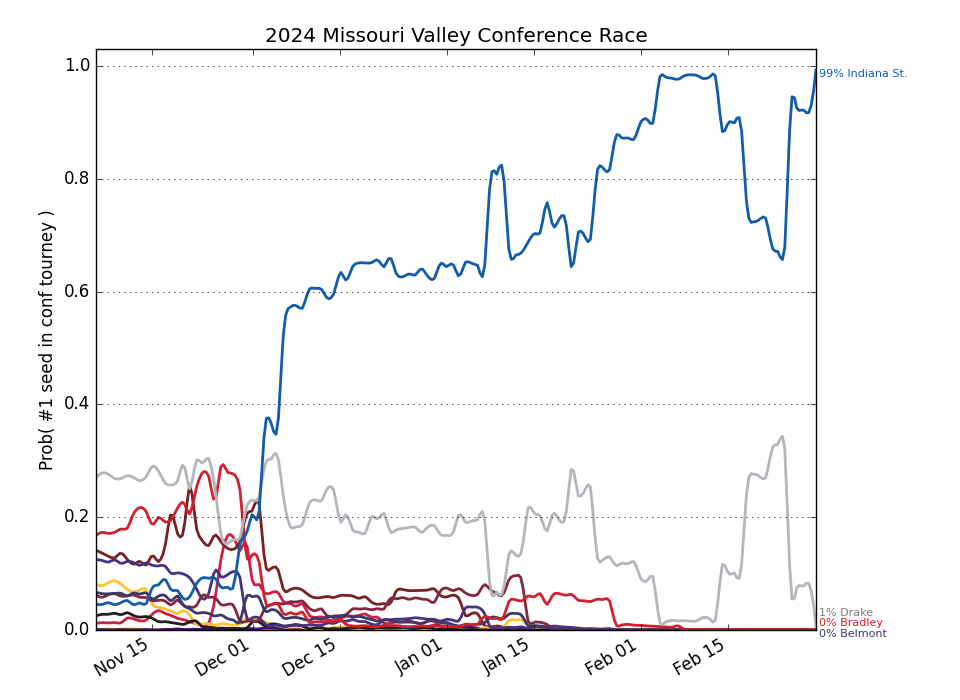 2024 Missouri Valley Conference Race
Prob( #1 seed in conf tourney )
1.0
0.8
0.6
0.4
0.2
0.0
Nov 15
Dec 01
Dec 15
Jan 01
Jan 15
Feb 01
Feb 15
99% Indiana St.
1% Drake
0% Bradley
0% Belmont